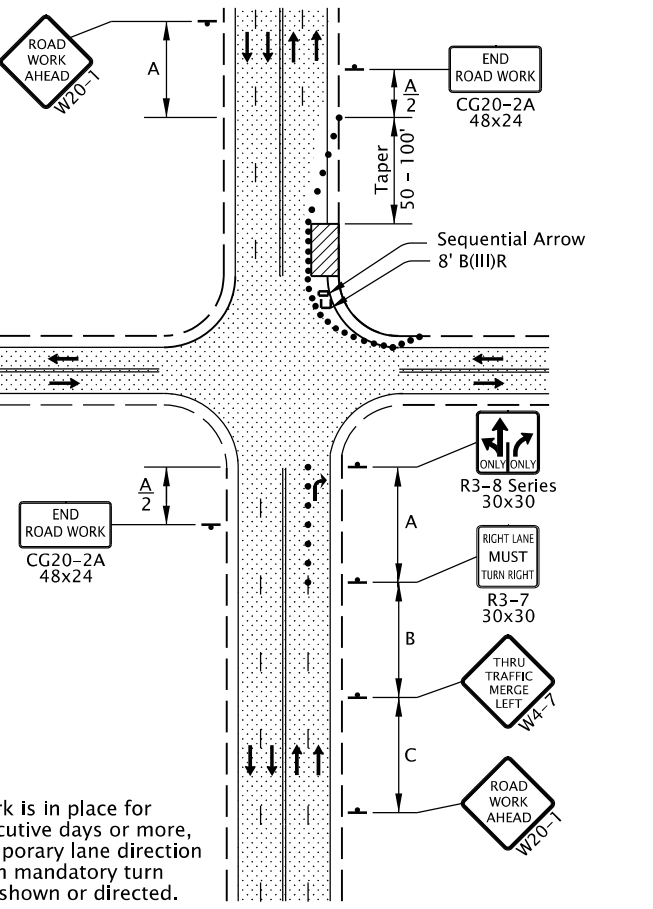 ROAD
WORK
AHEAD
W20-1
A
END
ROAD WORK
CG20-2A
48x24
A
2
Taper
50 - 100'
Sequential Arrow
8' B(III)R
ONLY ONLY
R3-8 Series
30x30
A
2
END
ROAD WORK
CG20-2A
48x24
A
RIGHT LANE
MUST
TURN RIGHT
R3-7
30x30
B
THRU
TRAFFIC
MERGE
LEFT
W4-7
C
ROAD
WORK
AHEAD
W20-1
rk is in place for
cutive days or more,
porary lane direction
n mandatory turn
shown or directed.